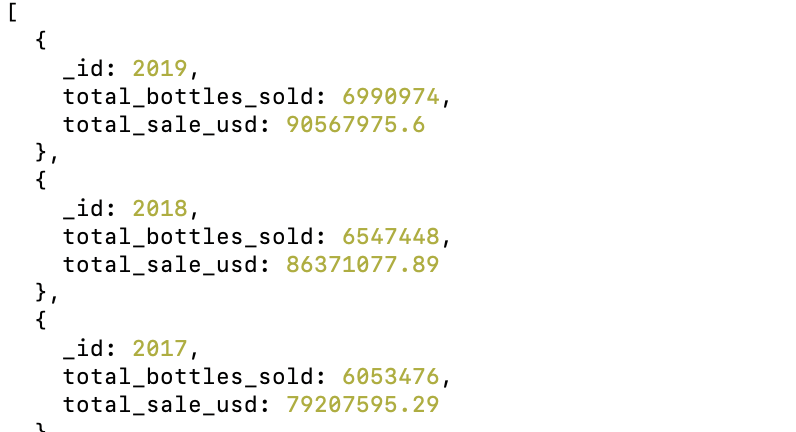 [
  {
    _id: 2019,
    total_bottles_sold: 6990974,
    total_sale_usd: 90567975.6
  },
  {
    _id: 2018,
    total_bottles_sold: 6547448,
    total_sale_usd: 86371077.89
  },
  {
    _id: 2017,
    total_bottles_sold: 6053476,
    total_sale_usd: 79207595.29
  }